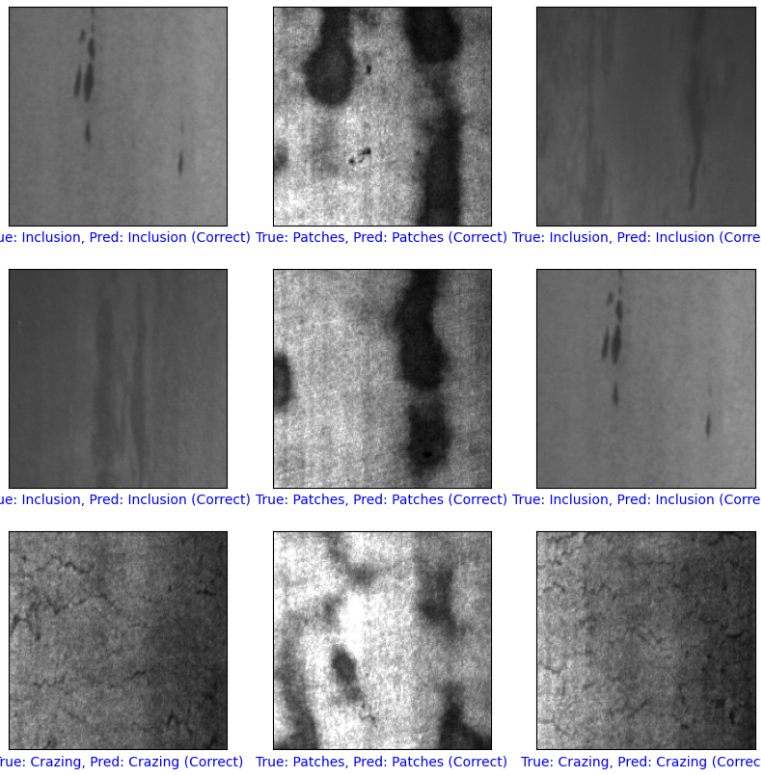 ue: Inclusion, Pred: Inclusion (Correct) True: Patches, Pred: Patches (Correct) True: Inclusion, Pred: Inclusion (Corre
ue: Inclusion, Pred: Inclusion (Correct) True: Patches, Pred: Patches (Correct) True: Inclusion, Pred: Inclusion (Corre
rue: Crazing, Pred: Crazing (Correct) True: Patches, Pred: Patches (Correct) True: Crazing, Pred: Crazing (Correc